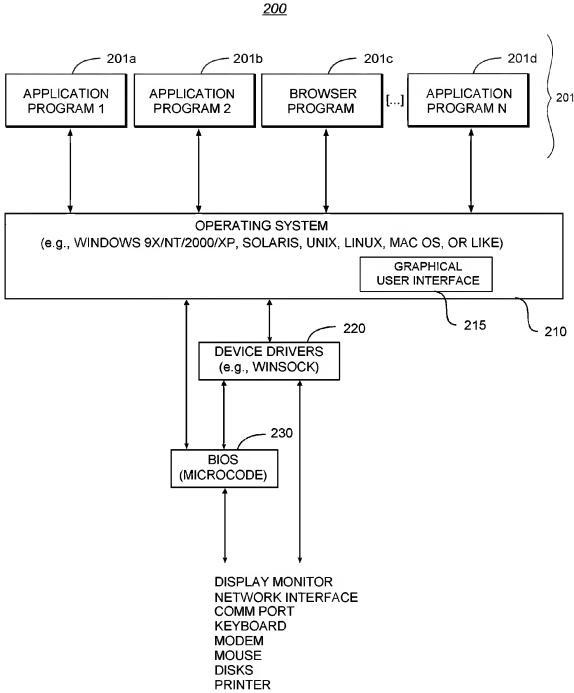 200
201a
201b
201c
201d
APPLICATION
PROGRAM 1
APPLICATION
PROGRAM 2
BROWSER
PROGRAM
[...]
APPLICATION
PROGRAM N
201
OPERATING SYSTEM
(e.g., WINDOWS 9X/NT/2000/XP, SOLARIS, UNIX, LINUX, MAC OS, OR LIKE)
GRAPHICAL
USER INTERFACE
215
210
220
DEVICE DRIVERS
(e.g., WINSOCK)
230
BIOS
(MICROCODE)
DISPLAY MONITOR
NETWORK INTERFACE
COMM PORT
KEYBOARD
MODEM
MOUSE
DISKS
PRINTER